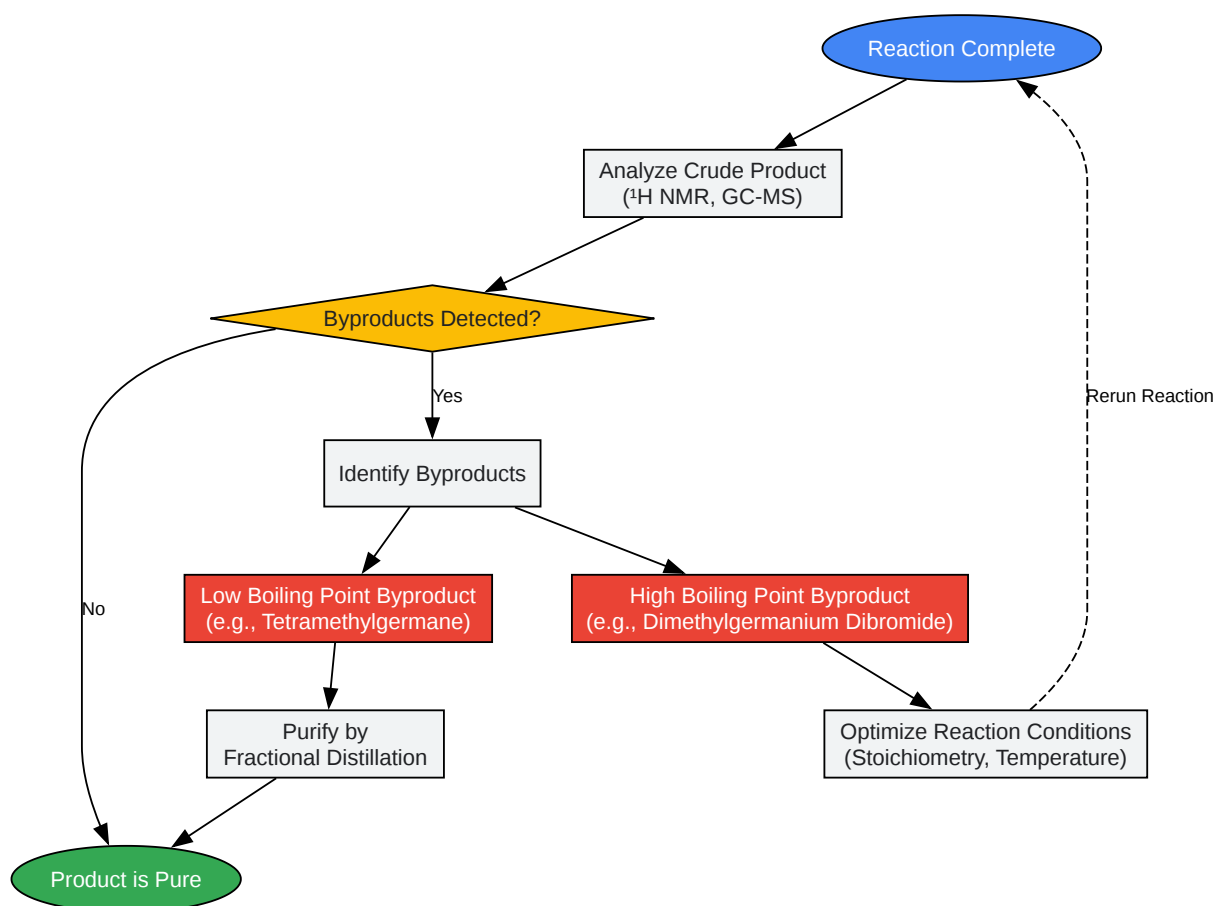 Reaction Complete
Analyze Crude Product
(¹H NMR, GC-MS)
Byproducts Detected?
Yes
Rerun Reaction
Identify Byproducts
No
Low Boiling Point Byproduct
(e.g., Tetramethylgermane)
High Boiling Point Byproduct
(e.g., Dimethylgermanium Dibromide)
Purify by
Fractional Distillation
Optimize Reaction Conditions
(Stoichiometry, Temperature)
Product is Pure